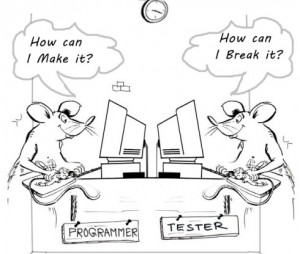 How can
I Make it?
How can
I Break it?
PROGRAMMER
TESTER